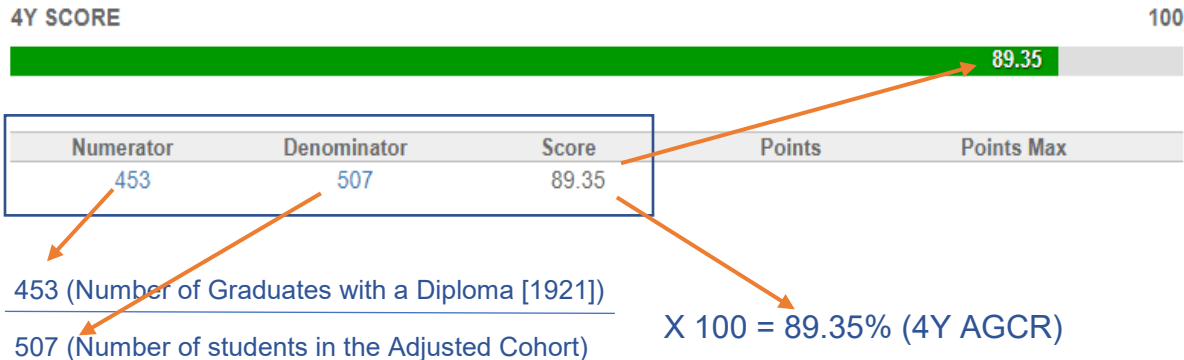 4Y SCORE 100
89.35
Numerator Denominator Score Points Points Max
453 507 89.35
453 (Number of Graduates with a Diploma [1921])
507 (Number of students in the Adjusted Cohort)
X 100 = 89.35% (4Y AGCR)